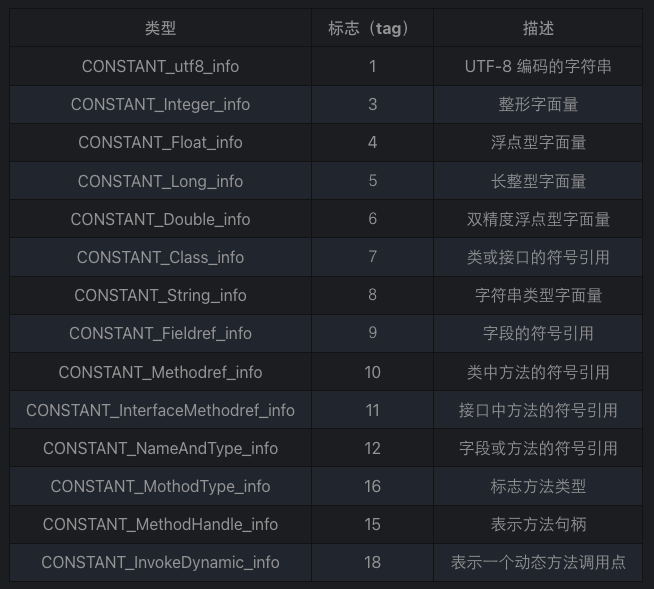 类型 标志（tag） 描述
CONSTANT_utf8_info 1 UTF-8 编码的字符串
CONSTANT_Integer_info 3 整形字面量
CONSTANT_Float_info 4 浮点型字面量
CONSTANT_Long_info 5 长整型字面量
CONSTANT_Double_info 6 双精度浮点型字面量
CONSTANT_Class_info 7 类或接口的符号引用
CONSTANT_String_info 8 字符串类型字面量
CONSTANT_Fieldref_info 9 字段的符号引用
CONSTANT_Methodref_info 10 类中方法的符号引用
CONSTANT_InterfaceMethodref_info 11 接口中方法的符号引用
CONSTANT_NameAndType_info 12 字段或方法的符号引用
CONSTANT_MothodType_info 16 标志方法类型
CONSTANT_MethodHandle_info 15 表示方法句柄
CONSTANT_InvokeDynamic_info 18 表示一个动态方法调用点